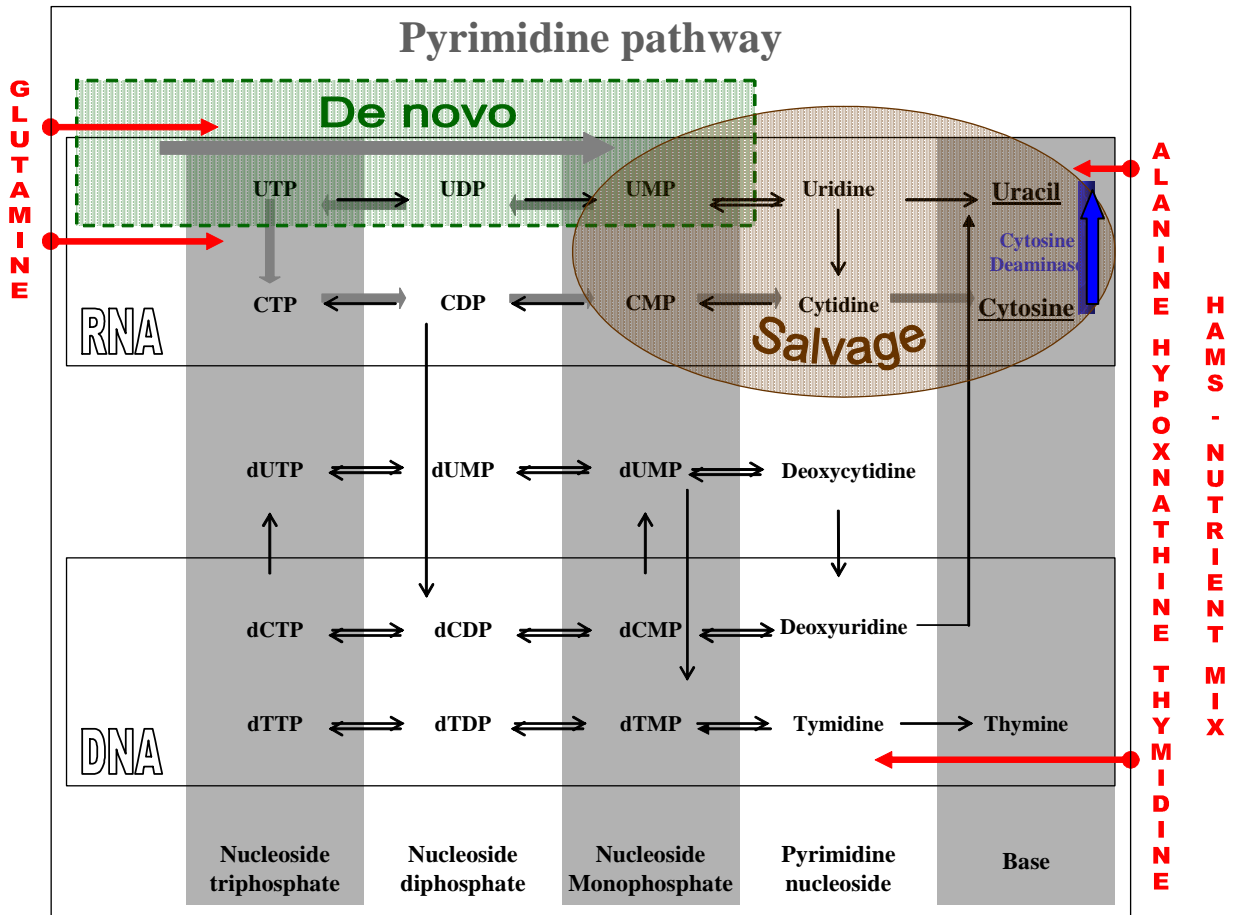 Pyrimidine pathway
GLUTAMINE
De novo
UTP UDP UMP Uridine Uracil
Cytosine
Deaminase
CTP CDP CMP Cytidine Cytosine
RNA
Salvage
dUTP dUMP dUMP Deoxycytidine
dCTP dCDP dCMP Deoxyuridine
dTTP dTDP dTMP Tymidine Thymine
DNA
Nucleoside
triphosphate
Nucleoside
diphosphate
Nucleoside
Monophosphate
Pyrimidine
nucleoside
Base
ALANINE HYPOXNATHINE THYMIDINE
HAMS - NUTRIENT MIX